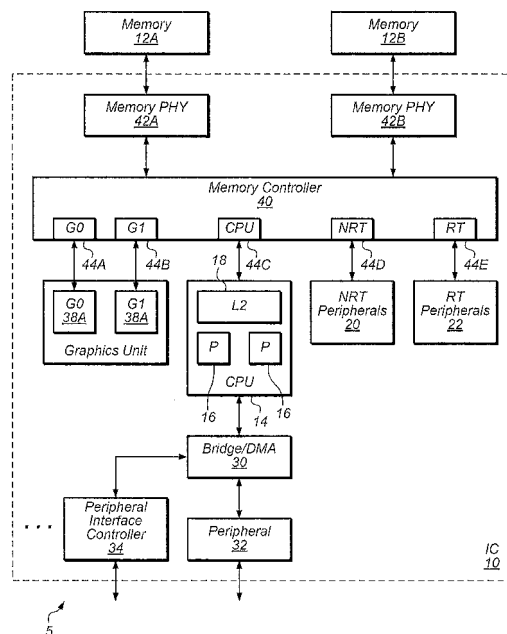 Memory
12A
Memory
12B
Memory PHY
42A
Memory PHY
42B
Memory Controller
40
G0
G1
CPU
NRT
RT
44A
44B
18
44C
44D
44E
G0
38A
G1
38A
Graphics Unit
L2
P
P
CPU
16
16
14
NRT
Peripherals
20
RT
Peripherals
22
Bridge/DMA
30
. . .
Peripheral
Interface
Controller
34
Peripheral
32
IC
10
5